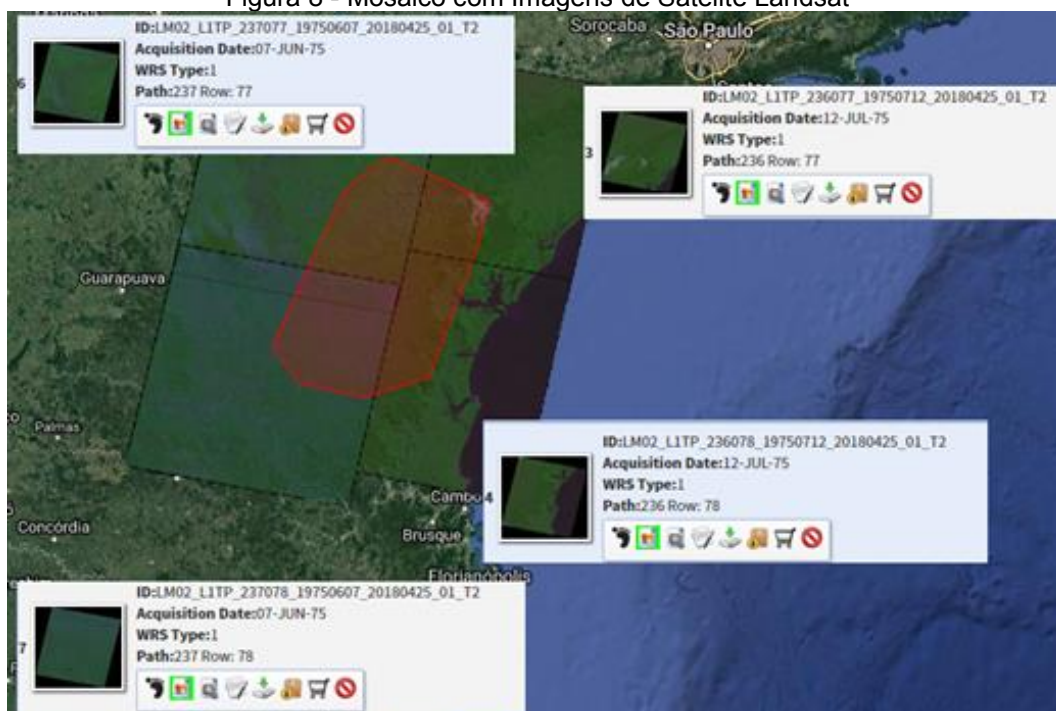 Figura 6 - Mosaico com Imagens de Satélite Landsat
ID:LM02_L1TP_237077_19750607_20180425_01_T2
Acquisition Date:07-JUN-75
WRS Type:1
Path:237 Row: 77
6
Sorocaba
São Paulo
ID:LM02_L1TP_236077_19750712_20180425_01_T2
Acquisition Date:12-JUL-75
WRS Type:1
Path:236 Row: 77
3
Guarapuava
Palmas
ID:LM02_L1TP_236078_19750712_20180425_01_T2
Acquisition Date:12-JUL-75
WRS Type:1
Path:236 Row: 78
4
Cambo
Concórdia
Brusque
Florianópolis
ID:LM02_L1TP_237078_19750607_20180425_01_T2
Acquisition Date:07-JUN-75
WRS Type:1
Path:237 Row: 78
7